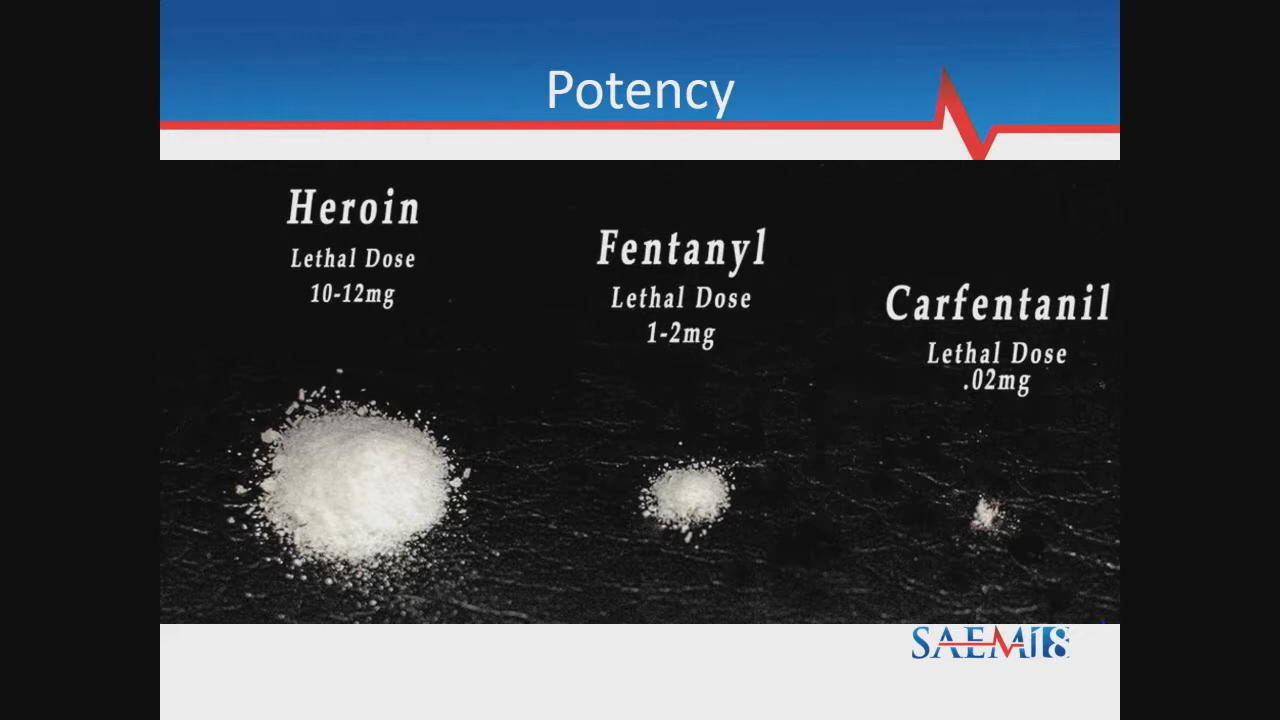 Potency
Heroin
Lethal Dose
10-12mg
Fentanyl
Lethal Dose
1-2mg
Carfentanil
Lethal Dose
.02mg
SAEM18